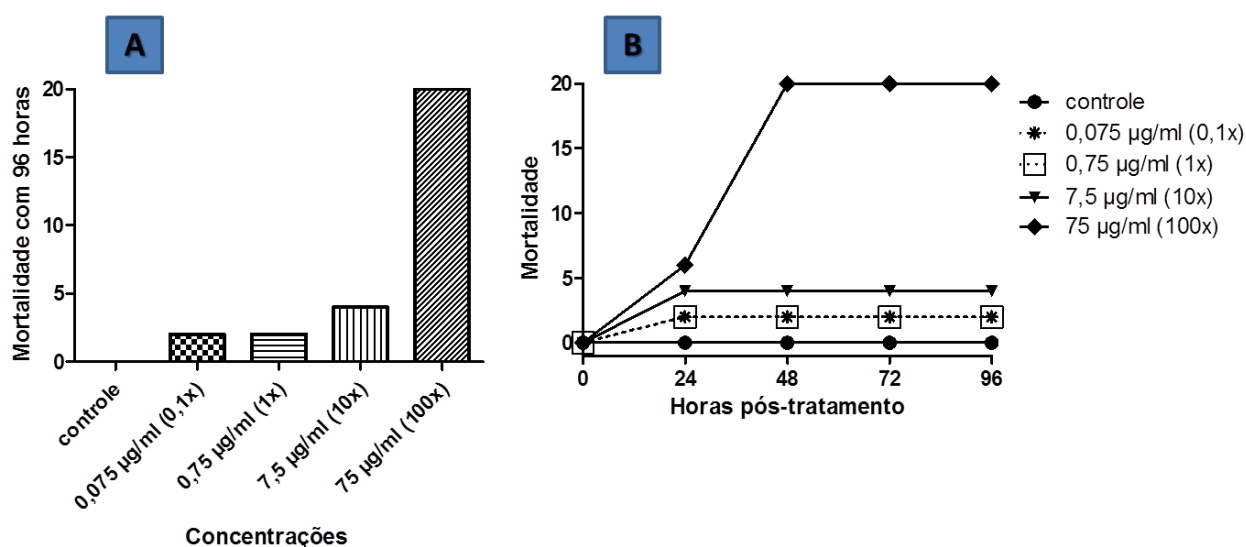 A
Mortalidade com 96 horas
20
15
10
5
0
controle
0,075 µg/ml (0,1x)
0,75 µg/ml (1x)
7,5 µg/ml (10x)
75 µg/ml (100x)
Concentrações
B
Mortalidade
20
15
10
5
0
0 24 48 72 96
Horas pós-tratamento
controle
0,075 µg/ml (0,1x)
0,75 µg/ml (1x)
7,5 µg/ml (10x)
75 µg/ml (100x)